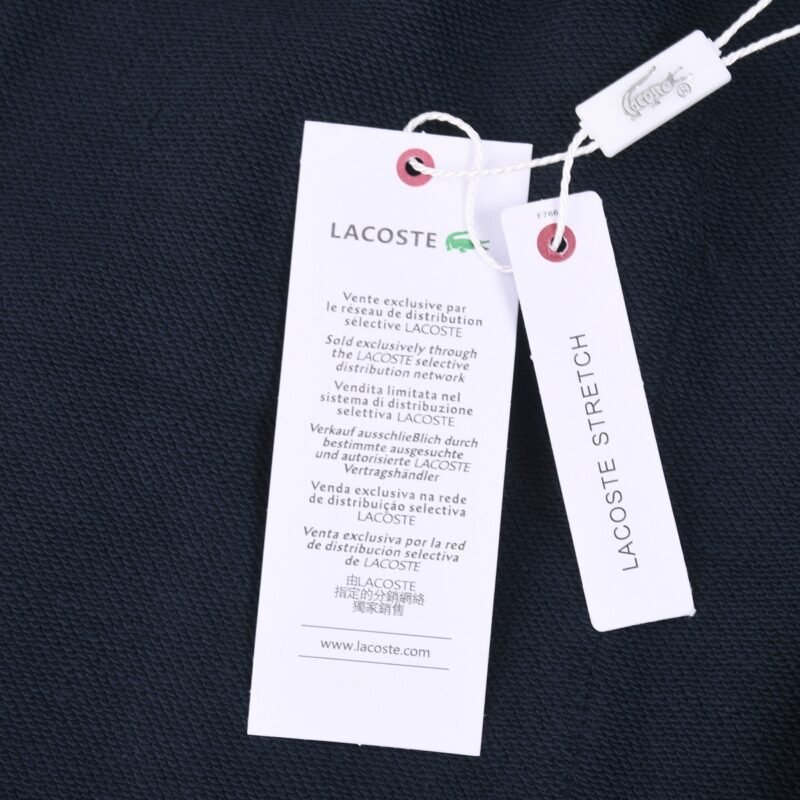 LACOSTE
Vente exclusive par
le réseau de distribution
sélective LACOSTE
Sold exclusively through
the LACOSTE selective
distribution network
Vendita limitata nel
sistema di distribuzione
selettiva LACOSTE
Verkauf ausschließlich durch
bestimmte ausgesuchte
und autorisierte LACOSTE
Vertragshändler
Venda exclusiva na rede
de distribuição selectiva
LACOSTE
Venta exclusiva por la red
de distribución selectiva
de LACOSTE
由LACOSTE
指定的分銷網絡
獨家銷售
www.lacoste.com
LACOSTE STRETCH
LACOSTE
®